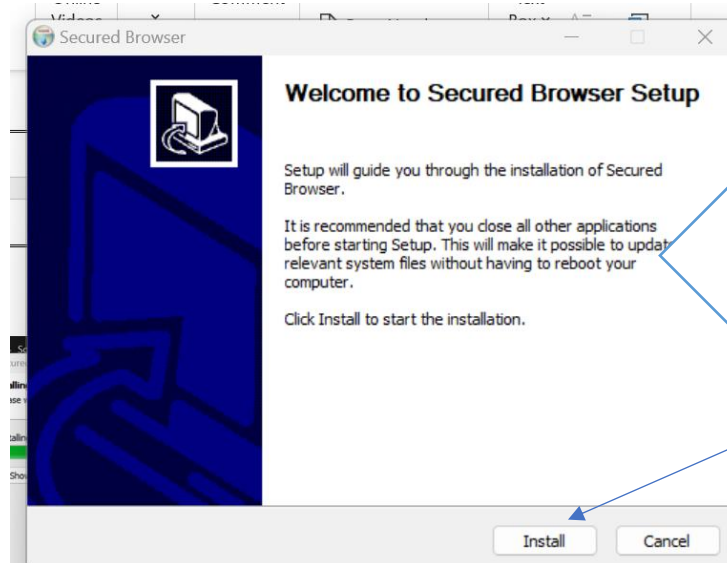 Videos
Secured Browser
Welcome to Secured Browser Setup
Setup will guide you through the installation of Secured
Browser.
It is recommended that you close all other applications
before starting Setup. This will make it possible to update
relevant system files without having to reboot your
computer.
Click Install to start the installation.
Install
Cancel